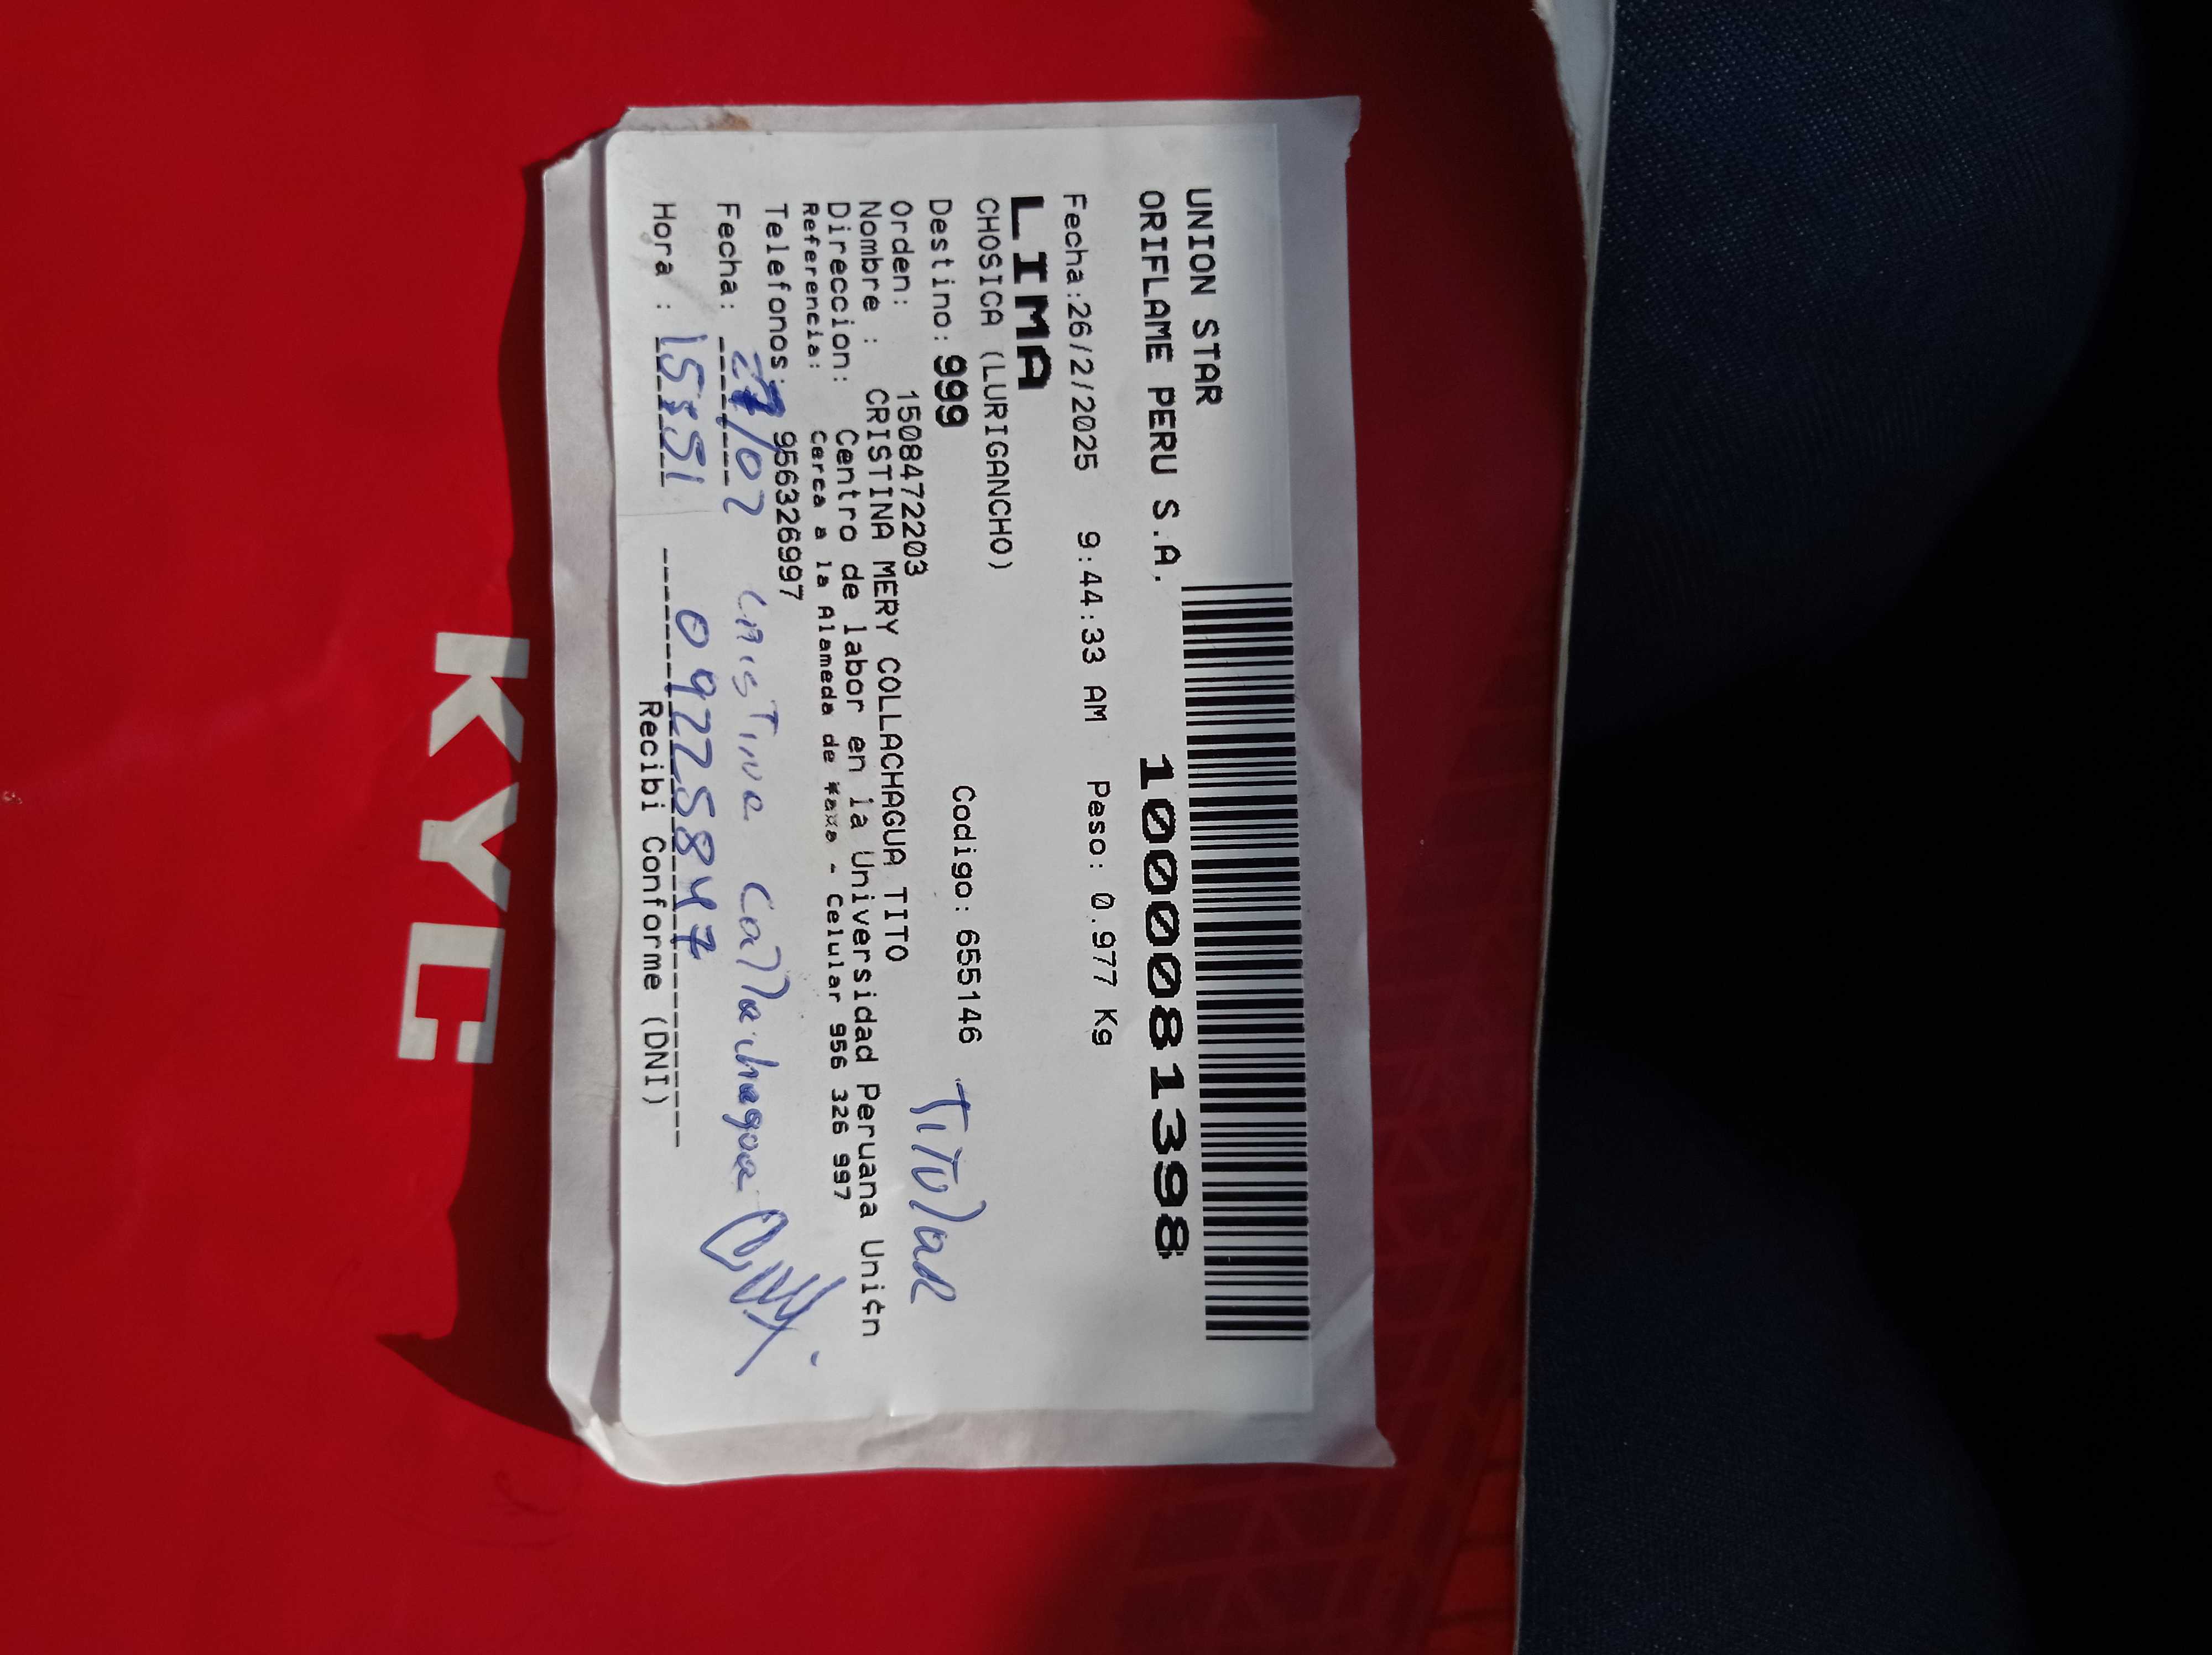 UNION STAR
ORIFLAME PERU S.A.
1000081398
Fecha:26/2/2025 9:44:33 AM Peso: 0.977 Kg
LIMA
CHOSICA (LURIGANCHO)
Destino: 999 Codigo: 655146
Titular
Orden: 1508472203
Nombre : CRISTINA MERY COLLACHAGUA TITO
Direccion: Centro de labor en la Universidad Peruana Uni¢n
Referencia: Cerca a la Alameda de - Celular 956 326 997
Telefonos: 956326997
Fecha: 27/02 Cristina Collachagua
Hora : 15:51 09225847
Recibi Conforme (DNI)
KYC